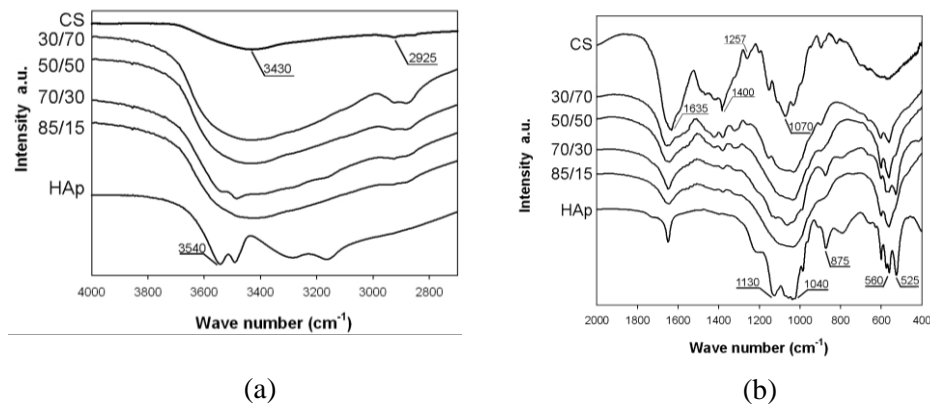 CS
30/70
50/50
70/30
85/15
HAp
3430
2925
3540
Intensity a.u.
4000 3800 3600 3400 3200 3000 2800
Wave number (cm⁻¹)
(a)
CS
30/70
50/50
70/30
85/15
HAp
1257
1635
1400
1070
1130
1040
875
560
525
Intensity a.u.
2000 1800 1600 1400 1200 1000 800 600 400
Wave number (cm⁻¹)
(b)